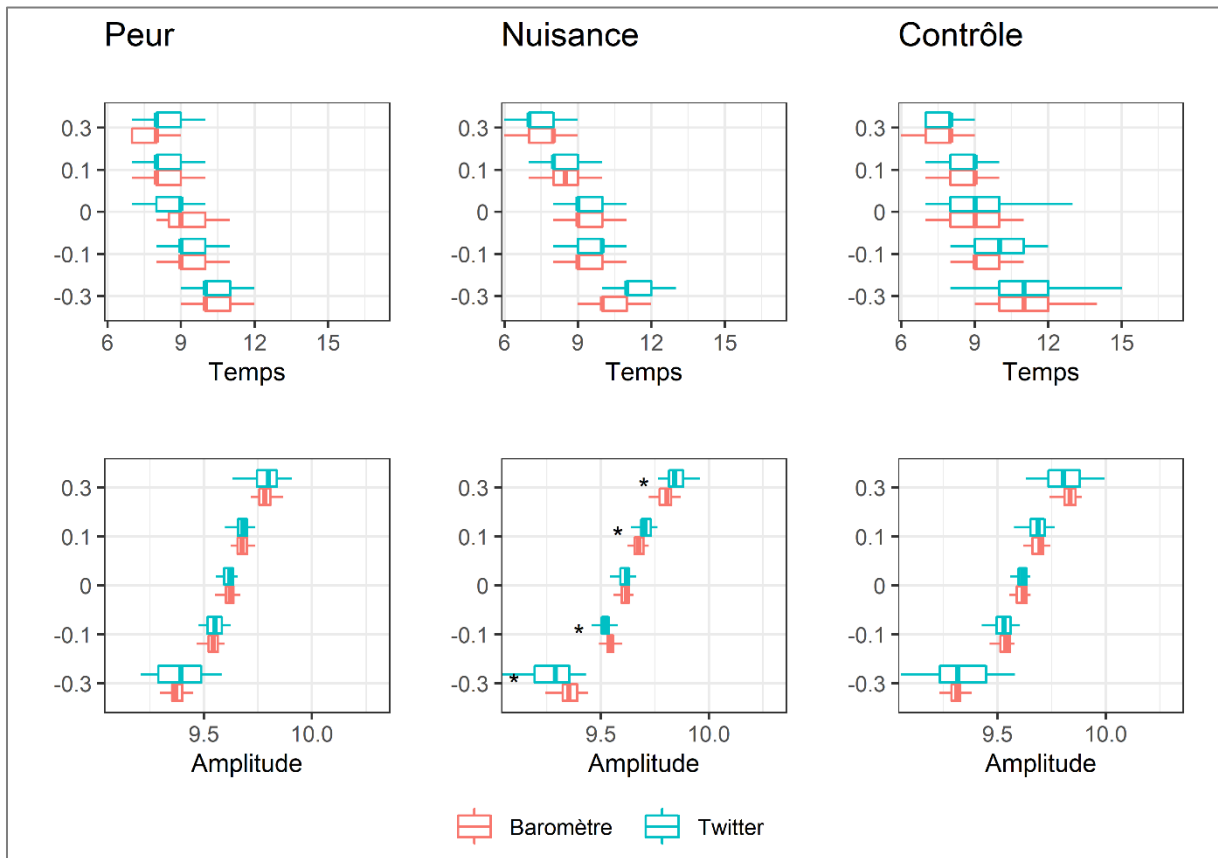 Peur Nuisance Contrôle
0.3 0.3 0.3
0.1 0.1 0.1
0 0 0
-0.1 -0.1 -0.1
-0.3 -0.3 -0.3
6 9 12 15 6 9 12 15 6 9 12 15
Temps Temps Temps
0.3 * 0.3 0.3
0.1 * 0.1 0.1
0 0 0
-0.1 * -0.1 -0.1
-0.3 * -0.3 -0.3
9.5 10.0 9.5 10.0 9.5 10.0
Amplitude Amplitude Amplitude
Baromètre Twitter